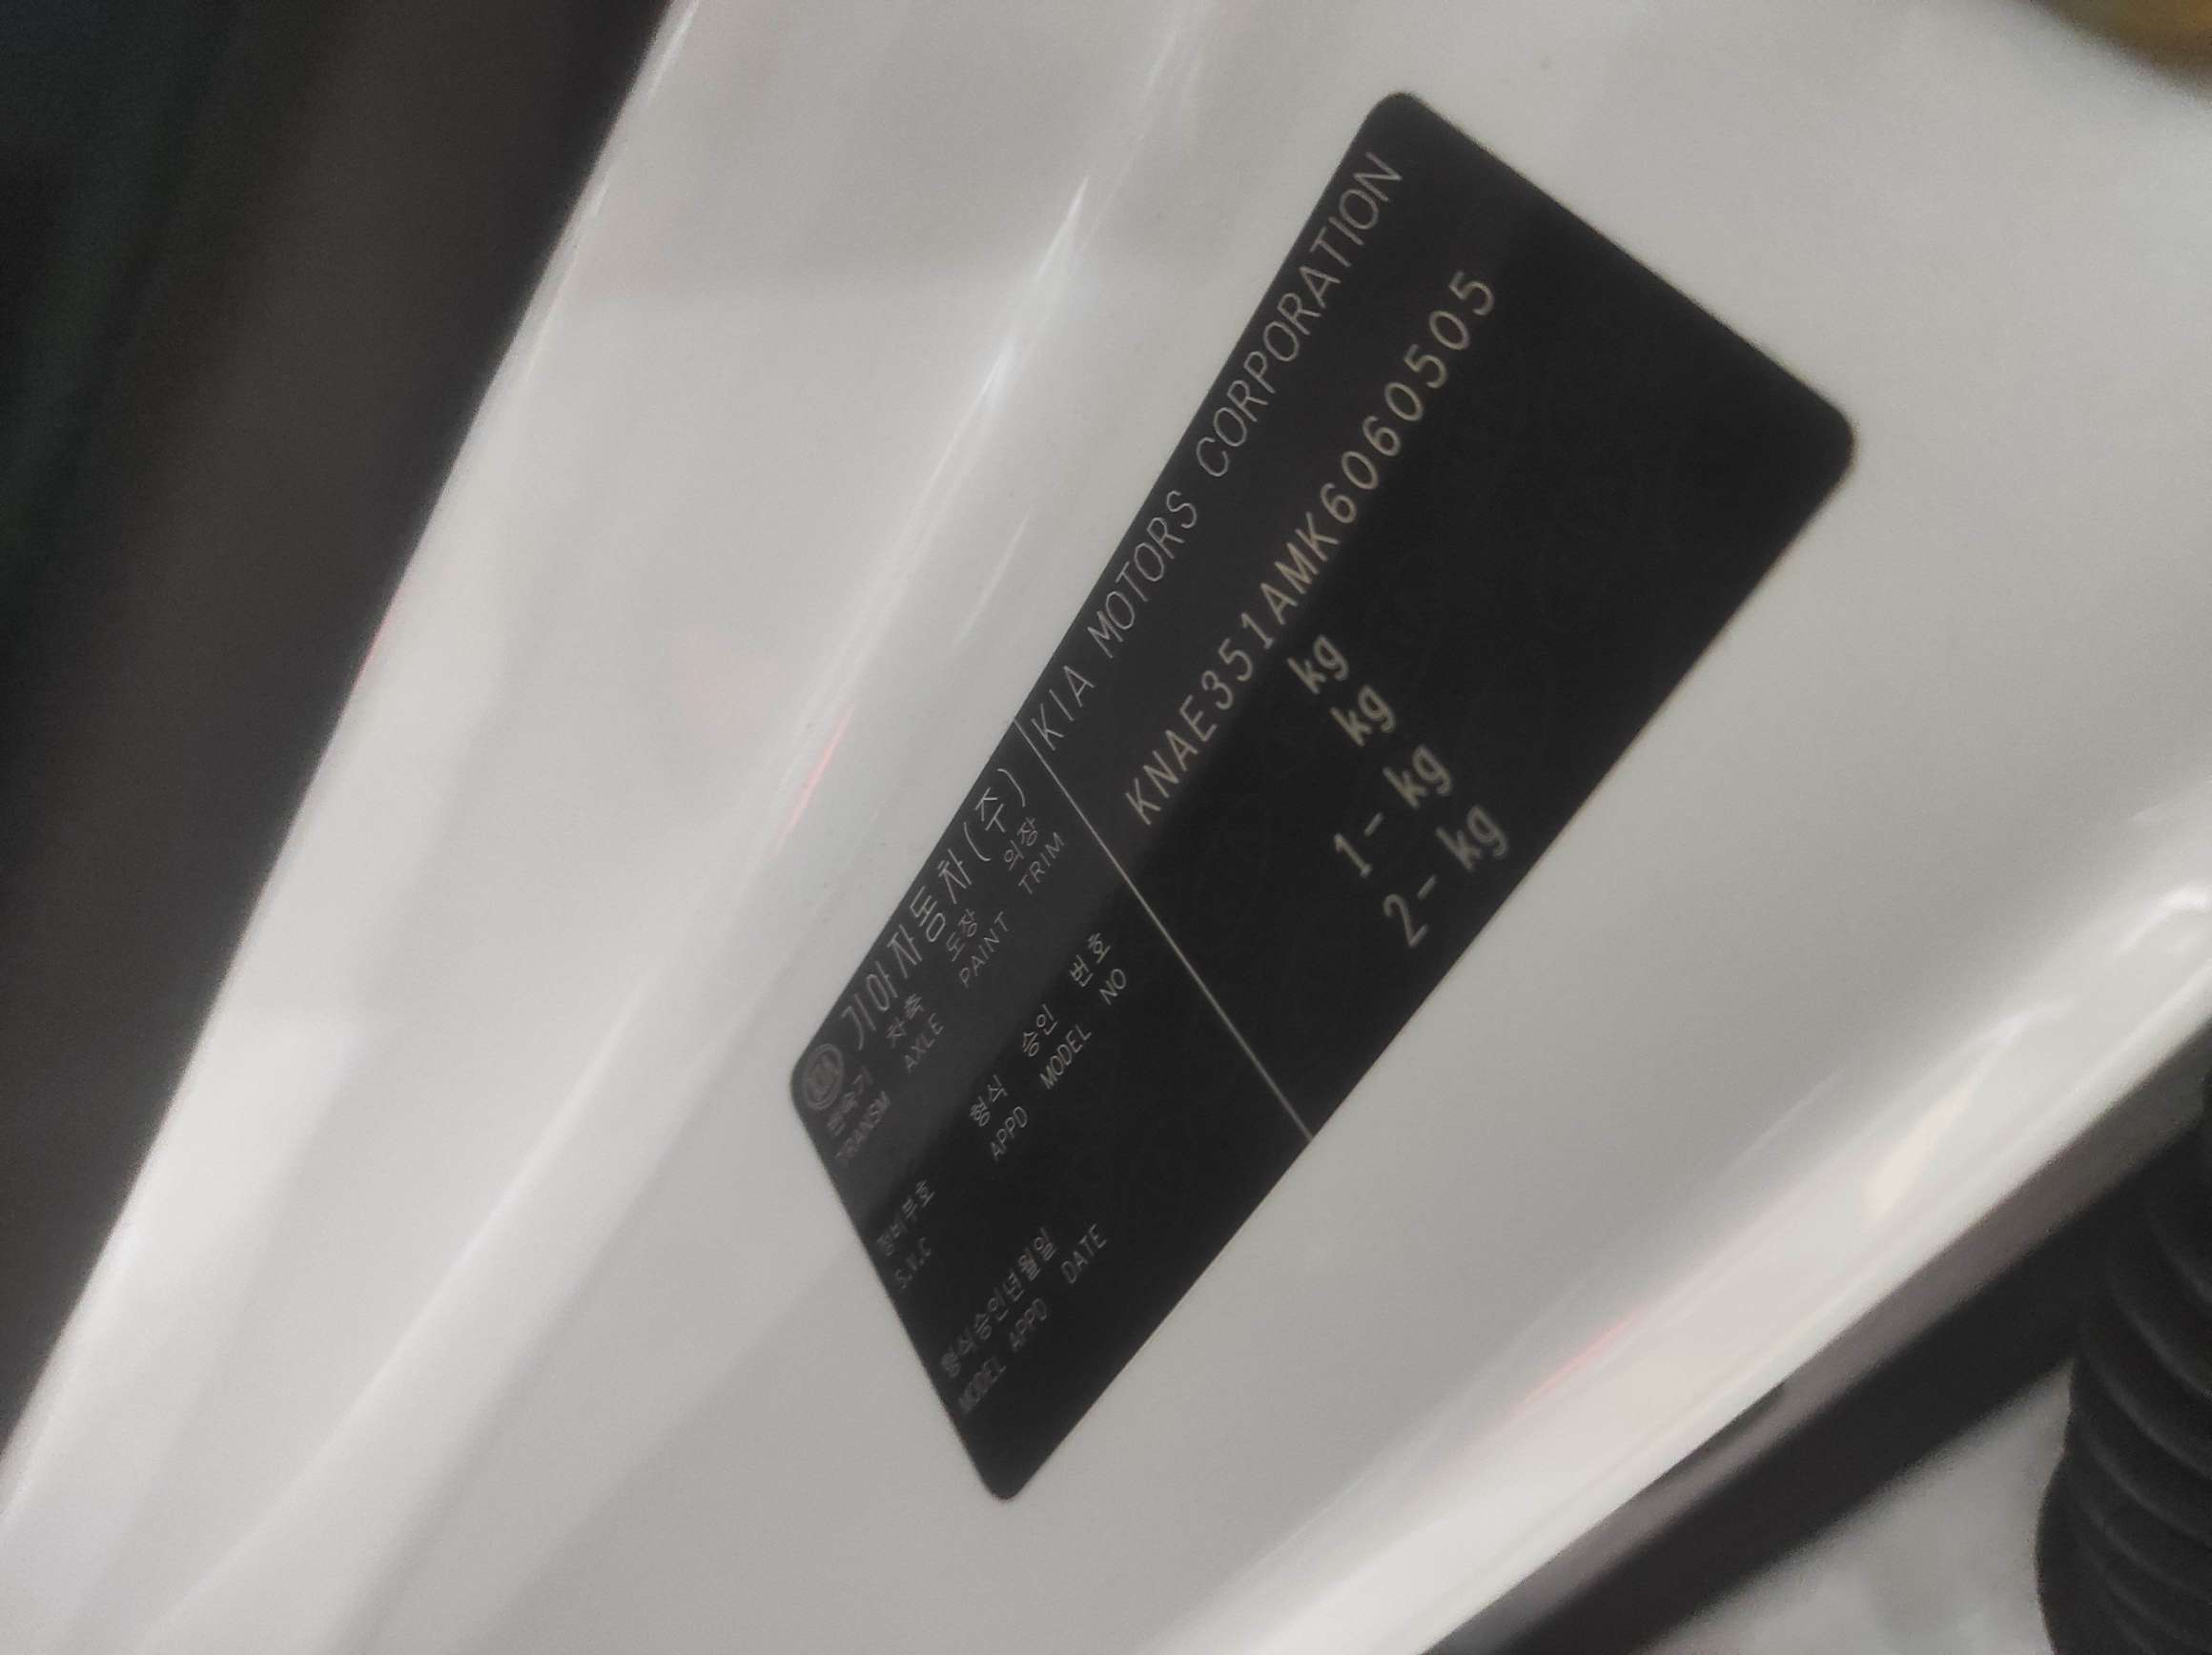 KIA 기아자동차(주) KIA MOTORS CORPORATION
변속기 차축 도장 의장
TRANSM AXLE PAINT TRIM
KNAE351AMK6060505
정비부호 형식 승인 번호
S.V.C APPD MODEL NO
kg
kg
형식승인년월일
MODEL APPD DATE
1- kg
2- kg